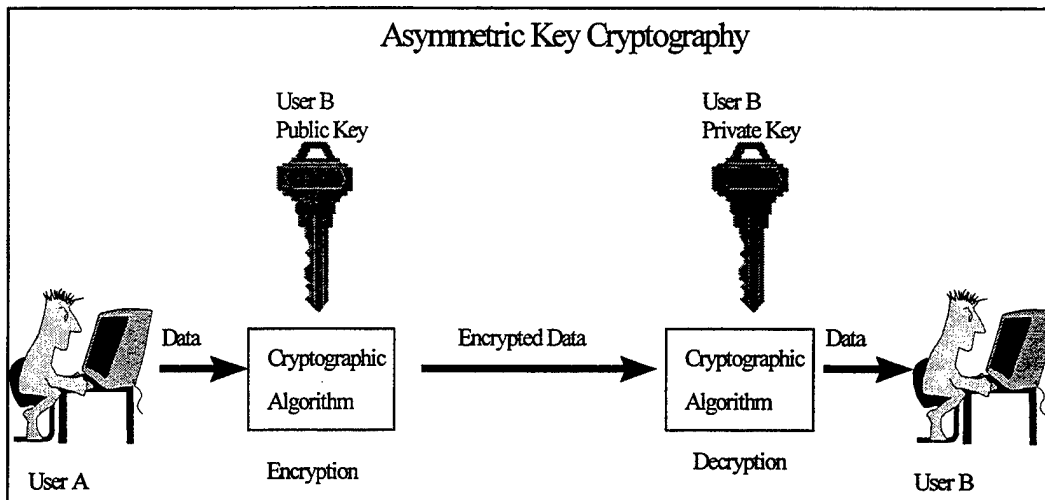 Asymmetric Key Cryptography
User B
Public Key
User B
Private Key
Data
Encrypted Data
Data
Cryptographic
Algorithm
Cryptographic
Algorithm
User A
Encryption
Decryption
User B